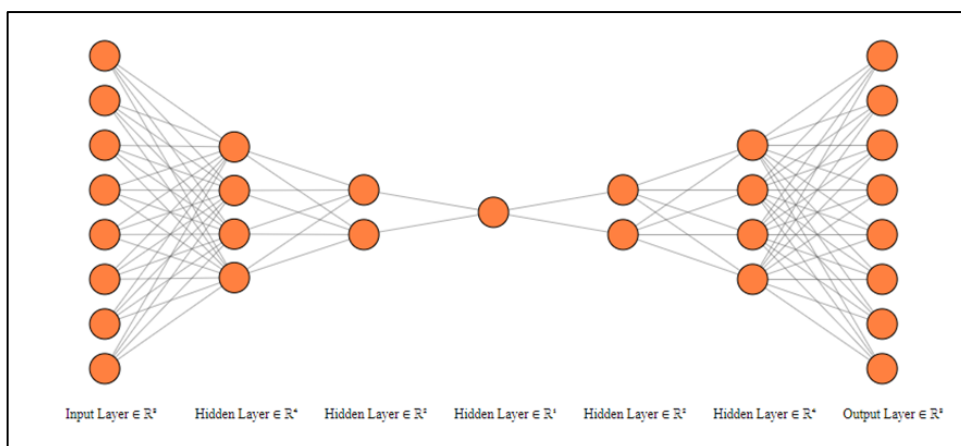 Input Layer ∈ ℝ⁸
Hidden Layer ∈ ℝ⁴
Hidden Layer ∈ ℝ²
Hidden Layer ∈ ℝ¹
Hidden Layer ∈ ℝ²
Hidden Layer ∈ ℝ⁴
Output Layer ∈ ℝ⁸